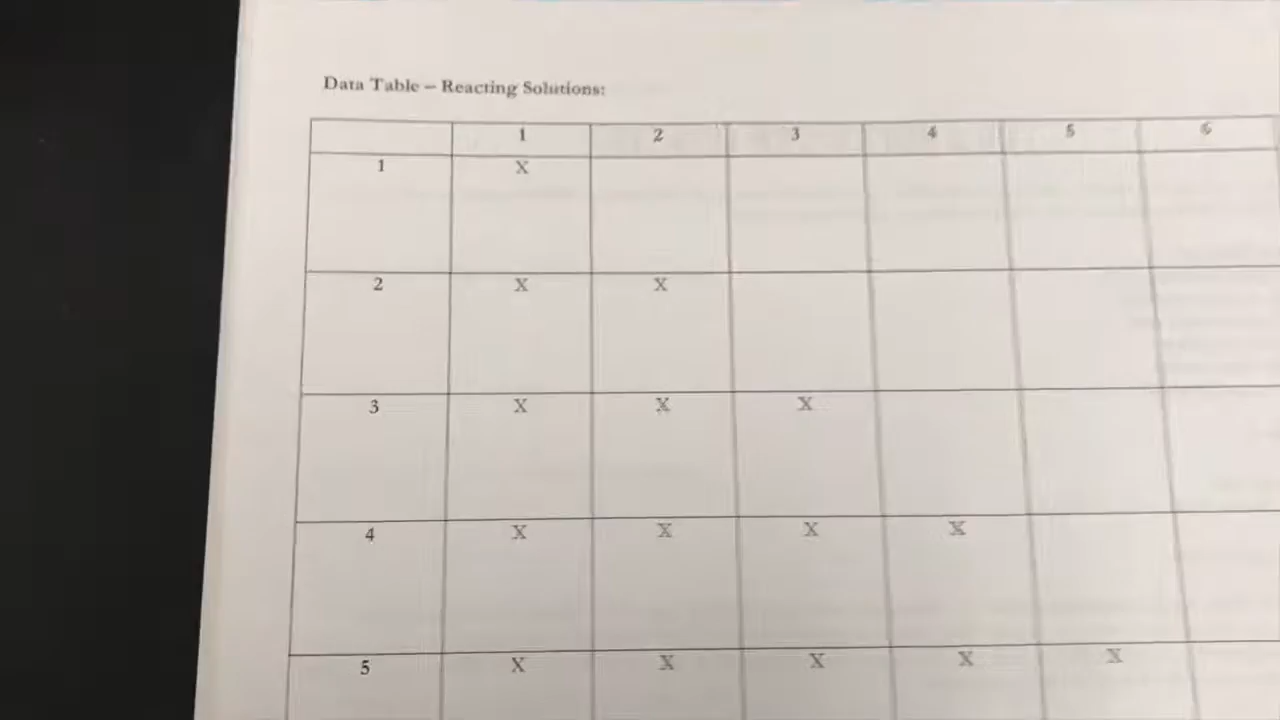 Data Table – Reacting Solutions:
1 2 3 4 5 6
1 X
2 X X
3 X X X
4 X X X X
5 X X X X X